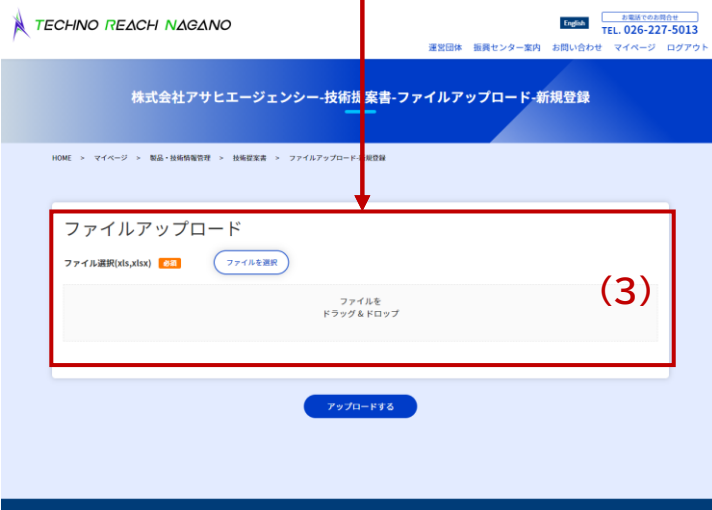 TECHNO REACH NAGANO
English
お電話でのお問合せ
TEL. 026-227-5013
運営団体 振興センター案内 お問い合わせ マイページ ログアウト
株式会社アサヒエージェンシー-技術提案書-ファイルアップロード-新規登録
HOME > マイページ > 製品・技術情報管理 > 技術提案書 > ファイルアップロード-新規登録
ファイルアップロード
ファイル選択(xls,xlsx) 必須 ファイルを選択
(3)
ファイルを
ドラッグ & ドロップ
アップロードする